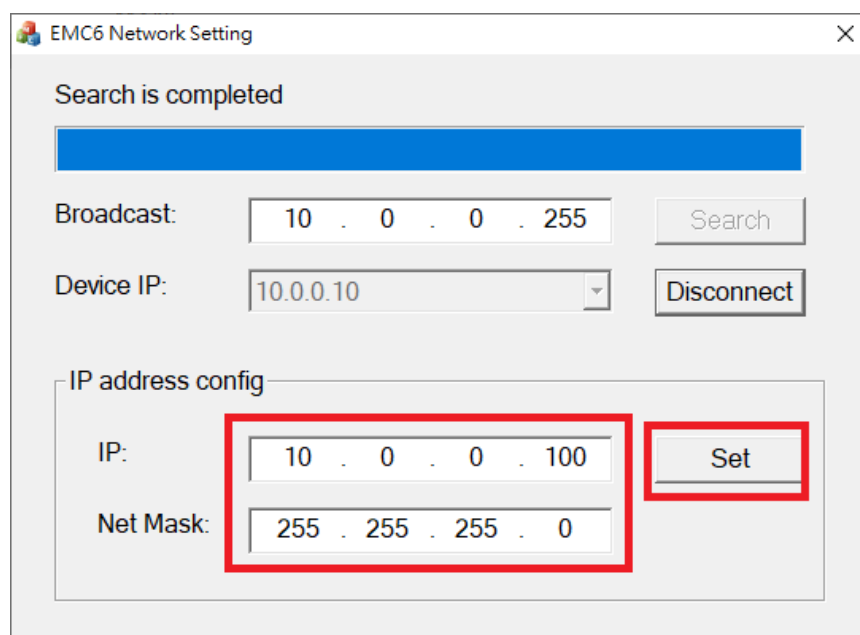 EMC6 Network Setting
Search is completed
Broadcast: 10 . 0 . 0 . 255 Search
Device IP: 10.0.0.10 Disconnect
IP address config
IP: 10 . 0 . 0 . 100 Set
Net Mask: 255 . 255 . 255 . 0